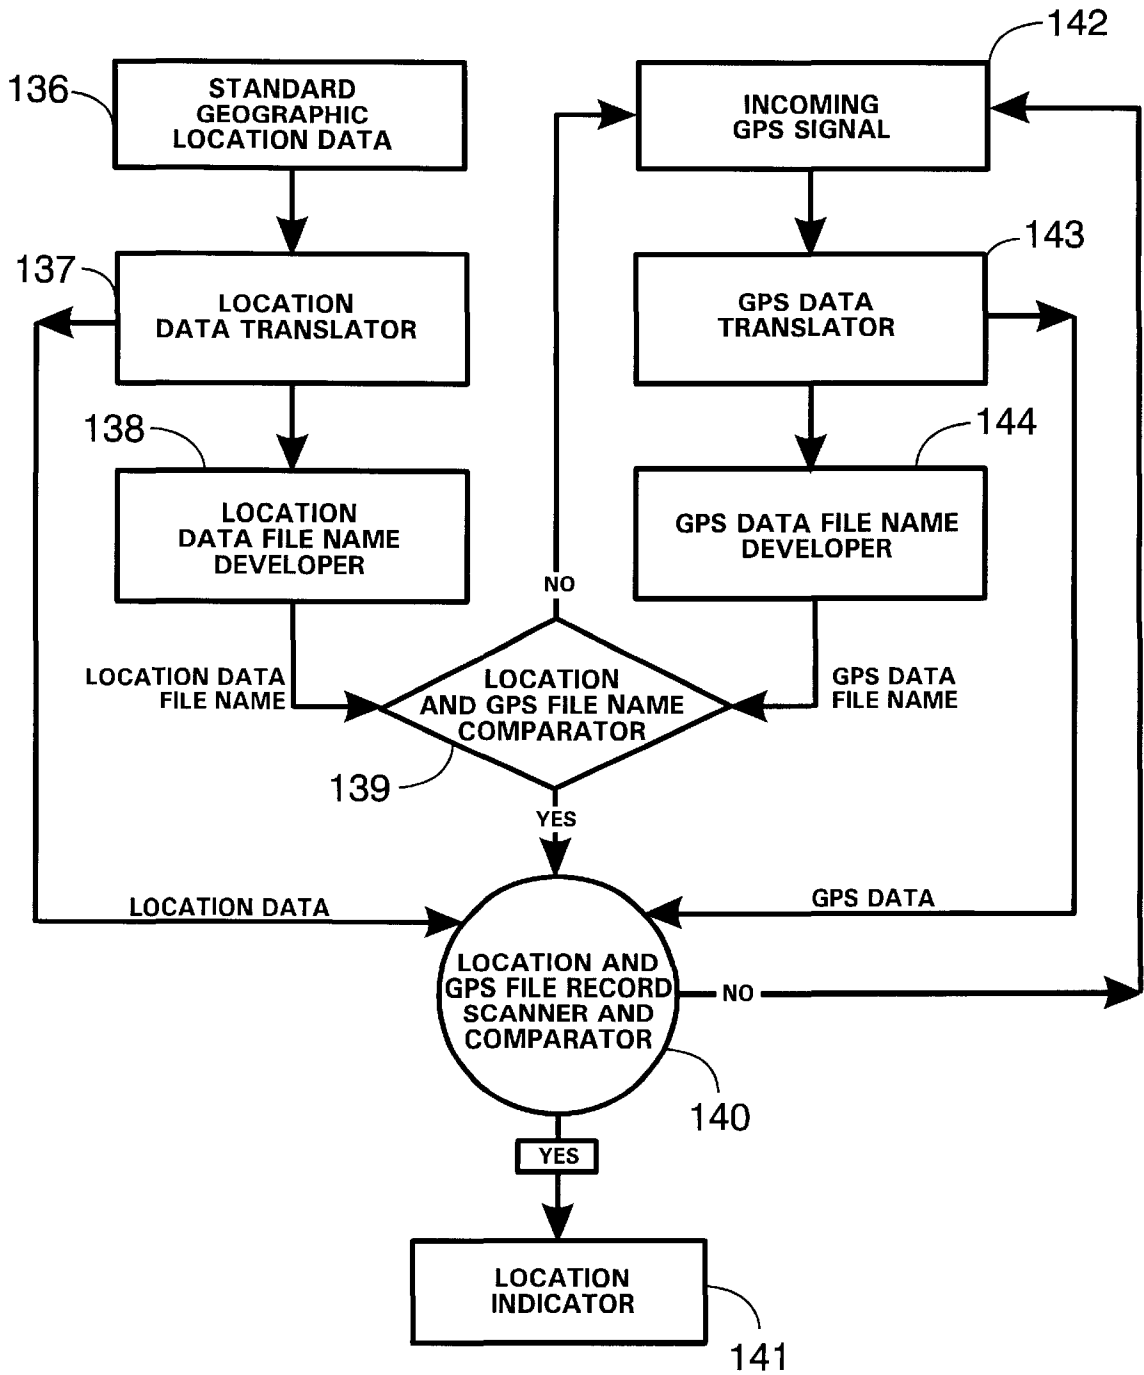 142
136
STANDARD
GEOGRAPHIC
LOCATION DATA
INCOMING
GPS SIGNAL
137
143
LOCATION
DATA TRANSLATOR
GPS DATA
TRANSLATOR
138
144
LOCATION
DATA FILE NAME
DEVELOPER
GPS DATA FILE NAME
DEVELOPER
NO
LOCATION DATA
FILE NAME
LOCATION
AND GPS FILE NAME
COMPARATOR
GPS DATA
FILE NAME
139
YES
LOCATION DATA
GPS DATA
LOCATION AND
GPS FILE RECORD
SCANNER AND
COMPARATOR
NO
140
YES
LOCATION
INDICATOR
141